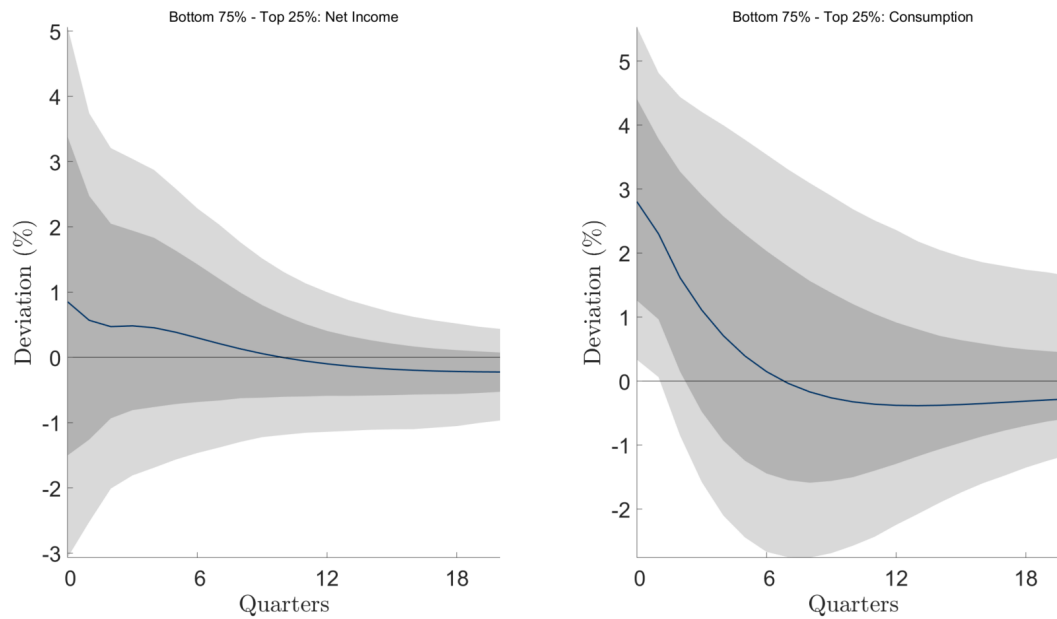 Bottom 75% - Top 25%: Net Income
5
4
3
2
1
0
-1
-2
-3
Deviation (%)
0 6 12 18
Quarters
Bottom 75% - Top 25%: Consumption
5
4
3
2
1
0
-1
-2
Deviation (%)
0 6 12 18
Quarters